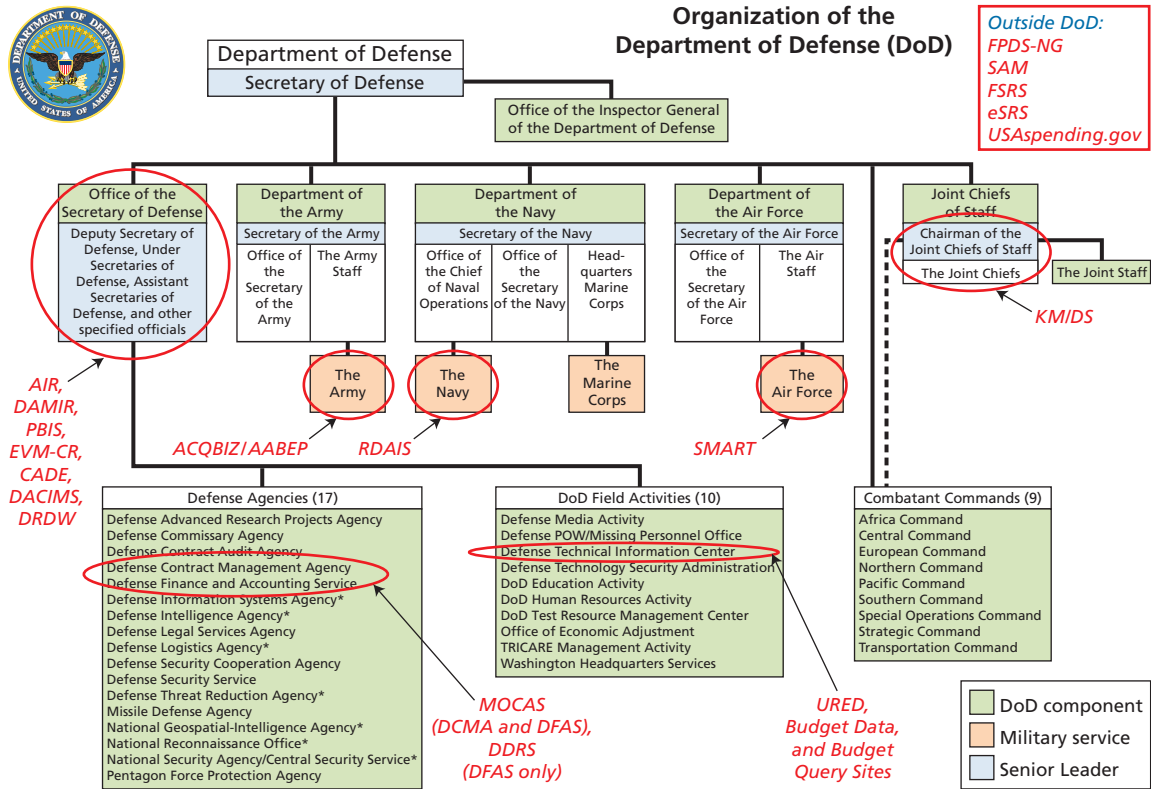 DEPARTMENT OF DEFENSE
UNITED STATES OF AMERICA
Organization of the
Department of Defense (DoD)
Outside DoD:
FPDS-NG
SAM
FSRS
eSRS
USAspending.gov
Department of Defense
Secretary of Defense
Office of the Inspector General
of the Department of Defense
Office of the
Secretary of Defense
Deputy Secretary of
Defense, Under
Secretaries of
Defense, Assistant
Secretaries of
Defense, and other
specified officials
Department of
the Army
Secretary of the Army
Office of
the
Secretary
of the
Army
The Army
Staff
Department of
the Navy
Secretary of the Navy
Office of
the Chief
of Naval
Operations
Office of
the
Secretary
of the Navy
Head-
quarters
Marine
Corps
Department of
the Air Force
Secretary of the Air Force
Office of
the
Secretary
of the Air
Force
The Air
Staff
Joint Chiefs
of Staff
Chairman of the
Joint Chiefs of Staff
The Joint Chiefs
The Joint Staff
KM/DS
The
Army
The
Navy
The
Marine
Corps
The
Air Force
AIR,
DAMIR,
PBIS,
EVM-CR,
CADE,
DACIMS,
DRDW
ACQBIZ/AABEP
RDAIS
SMART
Defense Agencies (17)
Defense Advanced Research Projects Agency
Defense Commissary Agency
Defense Contract Audit Agency
Defense Contract Management Agency
Defense Finance and Accounting Service
Defense Information Systems Agency*
Defense Intelligence Agency*
Defense Legal Services Agency
Defense Logistics Agency*
Defense Security Cooperation Agency
Defense Security Service
Defense Threat Reduction Agency*
Missile Defense Agency
National Geospatial-Intelligence Agency*
National Reconnaissance Office*
National Security Agency/Central Security Service*
Pentagon Force Protection Agency
DoD Field Activities (10)
Defense Media Activity
Defense POW/Missing Personnel Office
Defense Technical Information Center
Defense Technology Security Administration
DoD Education Activity
DoD Human Resources Activity
DoD Test Resource Management Center
Office of Economic Adjustment
TRICARE Management Activity
Washington Headquarters Services
Combatant Commands (9)
Africa Command
Central Command
European Command
Northern Command
Pacific Command
Southern Command
Special Operations Command
Strategic Command
Transportation Command
MOCAS
(DCMA and DFAS),
DDRS
(DFAS only)
URED,
Budget Data,
and Budget
Query Sites
DoD component
Military service
Senior Leader